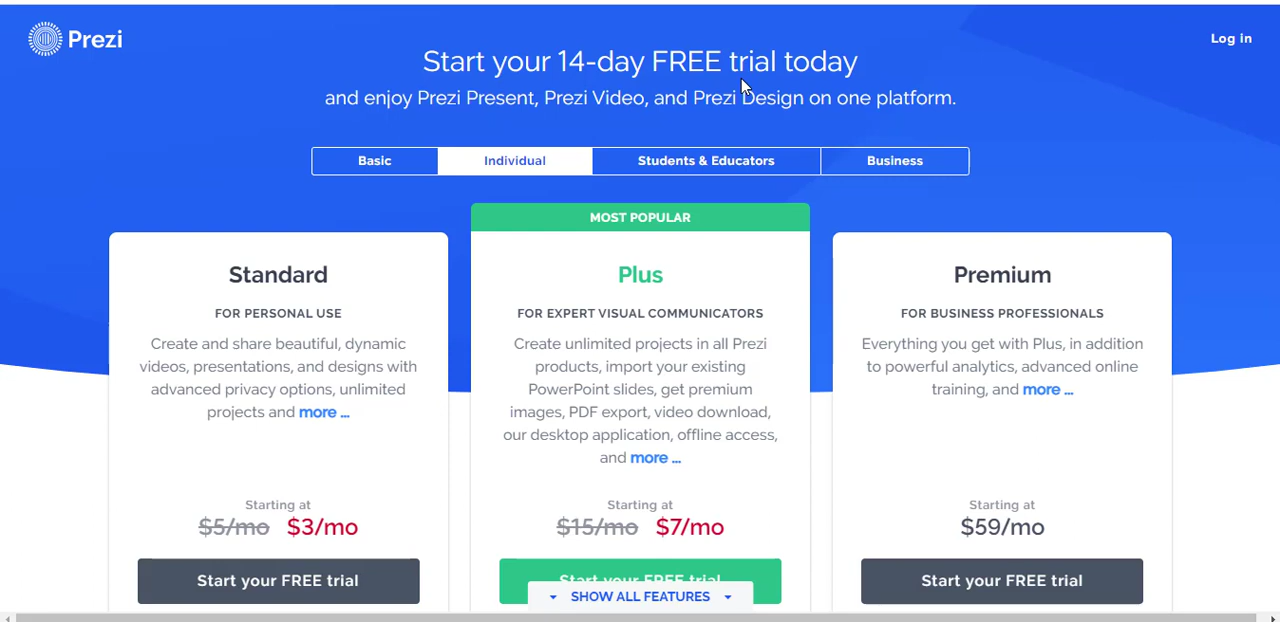 Prezi
Log in
Start your 14-day FREE trial today
and enjoy Prezi Present, Prezi Video, and Prezi Design on one platform.
Basic
Individual
Students & Educators
Business
Standard
FOR PERSONAL USE
Create and share beautiful, dynamic
videos, presentations, and designs with
advanced privacy options, unlimited
projects and more ...
Starting at
$5/mo $3/mo
Start your FREE trial
MOST POPULAR
Plus
FOR EXPERT VISUAL COMMUNICATORS
Create unlimited projects in all Prezi
products, import your existing
PowerPoint slides, get premium
images, PDF export, video download,
our desktop application, offline access,
and more ...
Starting at
$15/mo $7/mo
Start your FREE trial
Premium
FOR BUSINESS PROFESSIONALS
Everything you get with Plus, in addition
to powerful analytics, advanced online
training, and more ...
Starting at
$59/mo
Start your FREE trial
SHOW ALL FEATURES